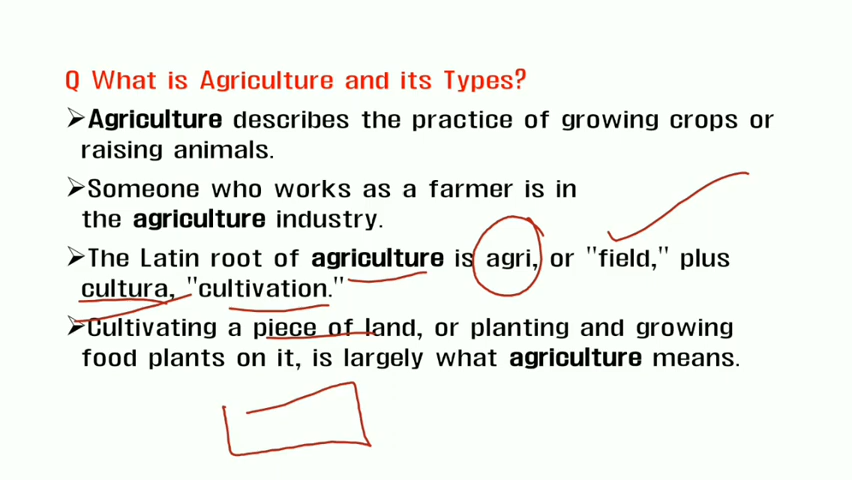 Q What is Agriculture and its Types?
➢Agriculture describes the practice of growing crops or
raising animals.
➢Someone who works as a farmer is in
the agriculture industry.
➢The Latin root of agriculture is agri, or "field," plus
cultura, "cultivation."
➢Cultivating a piece of land, or planting and growing
food plants on it, is largely what agriculture means.